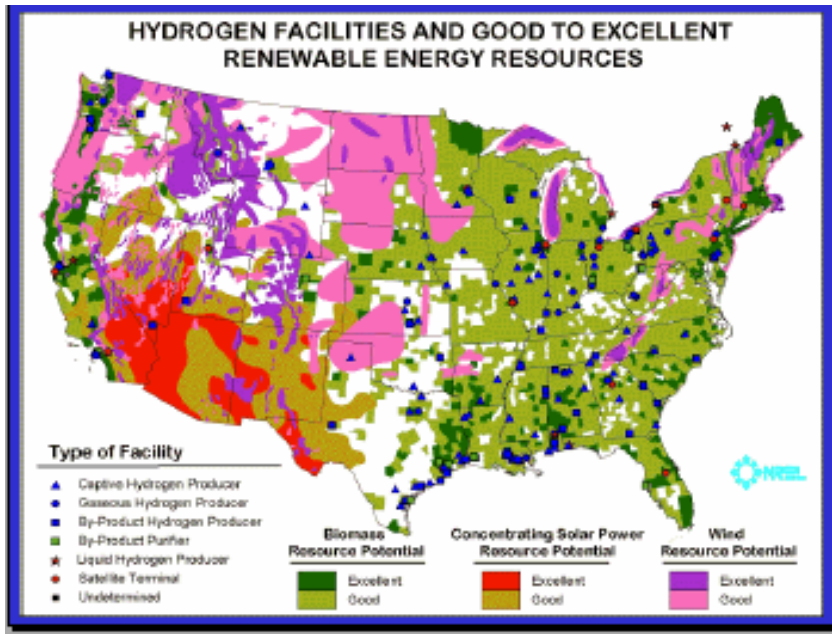 HYDROGEN FACILITIES AND GOOD TO EXCELLENT
RENEWABLE ENERGY RESOURCES
Type of Facility
Captive Hydrogen Producer
Gaseous Hydrogen Producer
By-Product Hydrogen Producer
By-Product Purifier
Liquid Hydrogen Producer
Satellite Terminal
Undetermined
Biomass
Resource Potential
Excellent
Good
Concentrating Solar Power
Resource Potential
Excellent
Good
Wind
Resource Potential
Excellent
Good
NREL